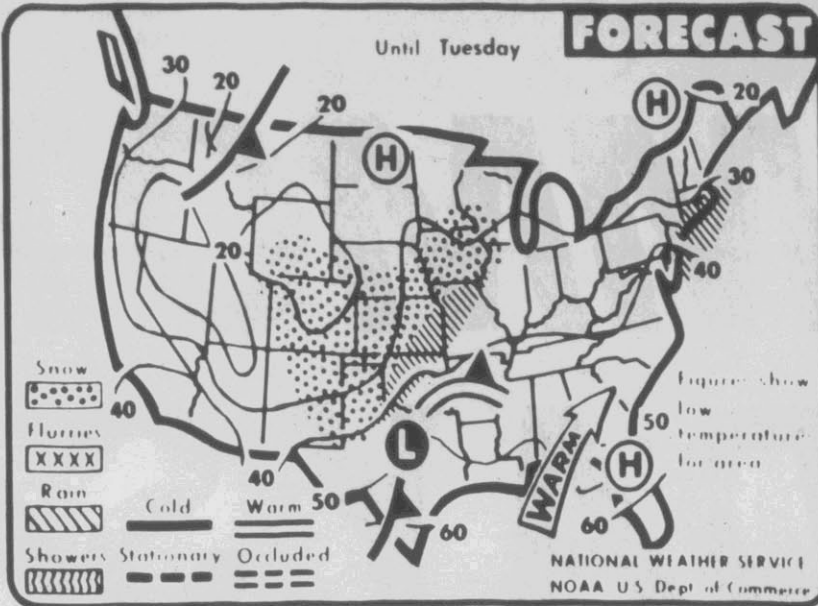 FORECAST
Until Tuesday
30
20
20
H
H
20
30
20
40
Snow
40
Flurries
XXXX
Rain
Showers
Cold
Warm
Stationary
Occluded
L
WARM
H
Figures show
low
temperature
for area
40
50
60
60
50
NATIONAL WEATHER SERVICE
NOAA U S Dept of Commerce